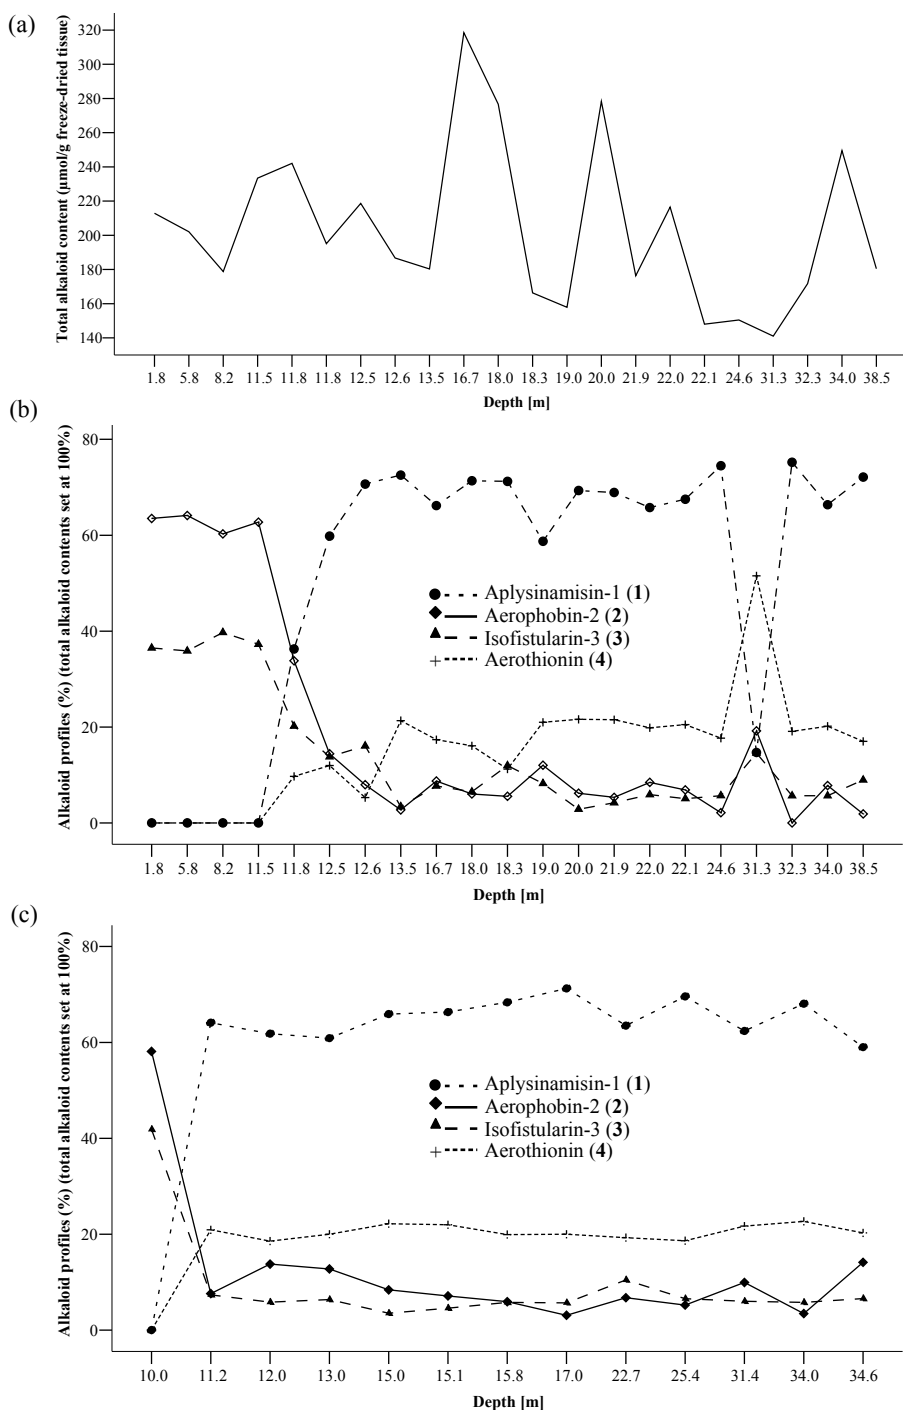 (a)
Total alkaloid content (µmol/g freeze-dried tissue)
320
300
280
260
240
220
200
180
160
140
1.8 5.8 8.2 11.5 11.8 11.8 12.5 12.6 13.5 16.7 18.0 18.3 19.0 20.0 21.9 22.0 22.1 24.6 31.3 32.3 34.0 38.5
Depth [m]
(b)
Alkaloid profiles (%) (total alkaloid contents set at 100%)
80
60
40
20
0
Aplysinamisin-1 (1)
Aerophobin-2 (2)
Isofistularin-3 (3)
Aerothionin (4)
1.8 5.8 8.2 11.5 11.8 12.5 12.6 13.5 16.7 18.0 18.3 19.0 20.0 21.9 22.0 22.1 24.6 31.3 32.3 34.0 38.5
Depth [m]
(c)
Alkaloid profiles (%) (total alkaloid contents set at 100%)
80
60
40
20
0
Aplysinamisin-1 (1)
Aerophobin-2 (2)
Isofistularin-3 (3)
Aerothionin (4)
10.0 11.2 12.0 13.0 15.0 15.1 15.8 17.0 22.7 25.4 31.4 34.0 34.6
Depth [m]